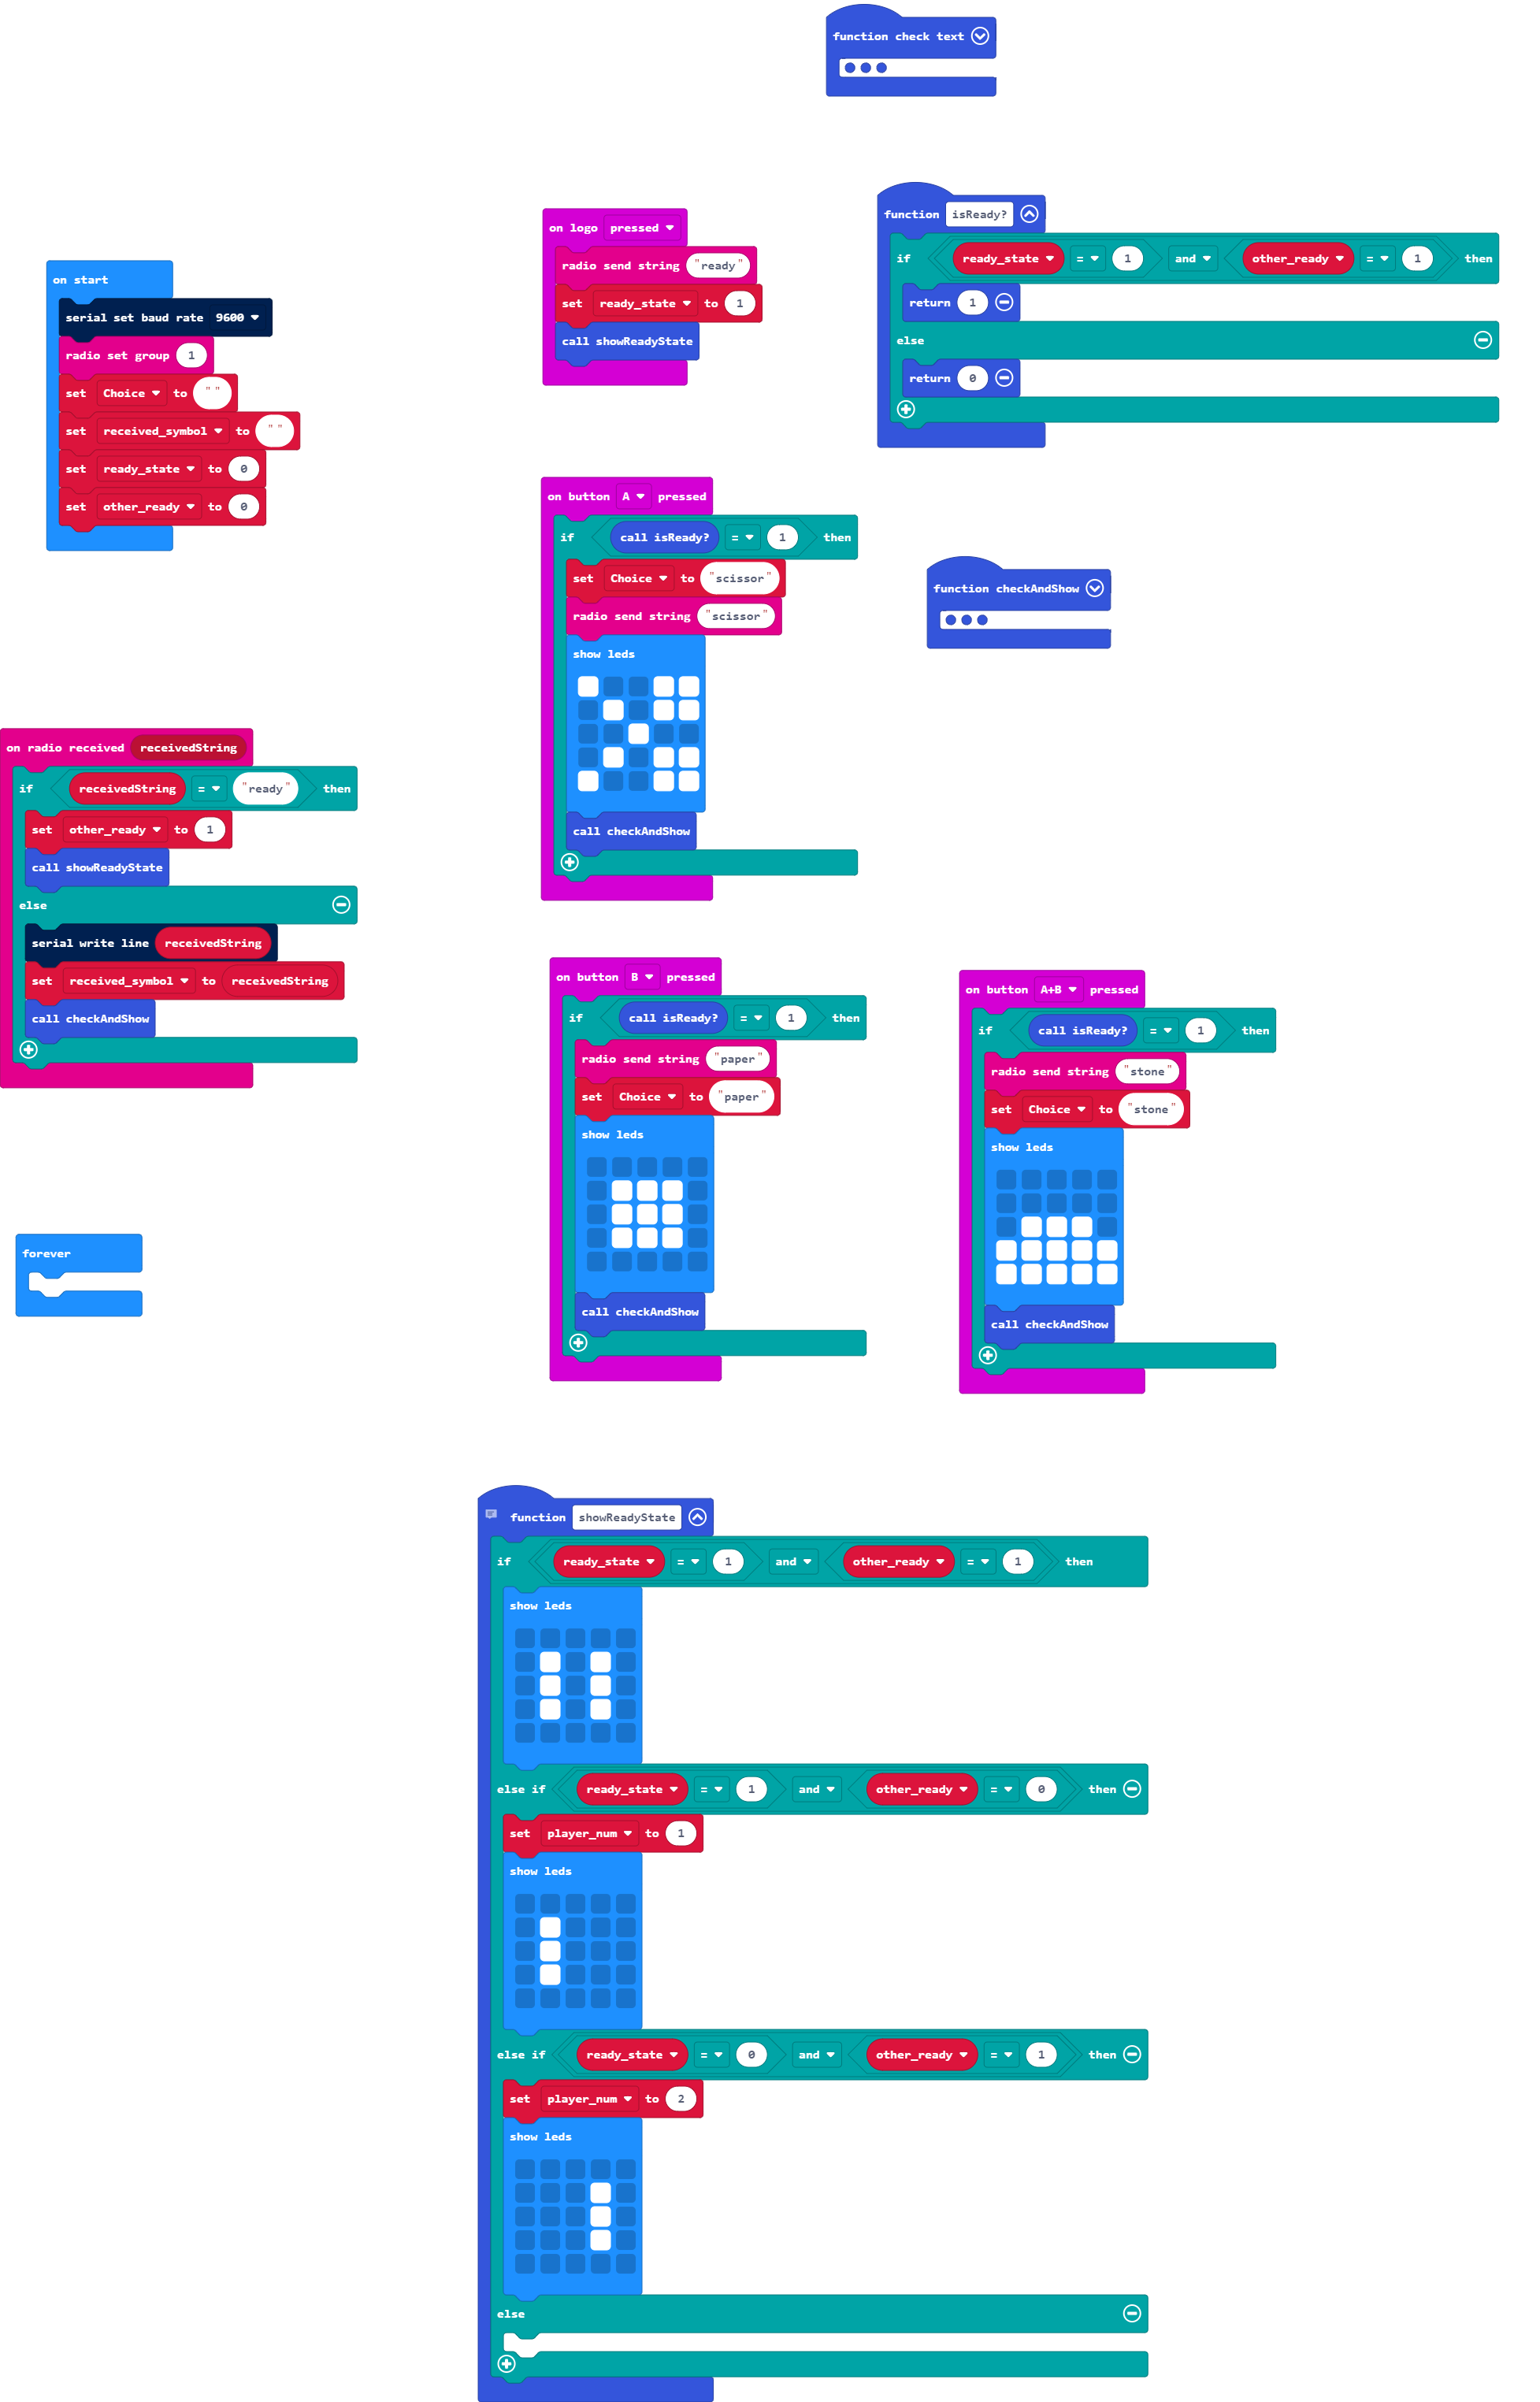 function check text
on start
serial set baud rate 9600
radio set group 1
set Choice to " "
set received_symbol to " "
set ready_state to 0
set other_ready to 0
on logo pressed
radio send string "ready"
set ready_state to 1
call showReadyState
function isReady?
if ready_state = 1 and other_ready = 1 then
return 1
else
return 0
on button A pressed
if call isReady? = 1 then
set Choice to "scissor"
radio send string "scissor"
show leds
call checkAndShow
function checkAndShow
on radio received receivedString
if receivedString = "ready" then
set other_ready to 1
call showReadyState
else
serial write line receivedString
set received_symbol to receivedString
call checkAndShow
on button B pressed
if call isReady? = 1 then
radio send string "paper"
set Choice to "paper"
show leds
call checkAndShow
on button A+B pressed
if call isReady? = 1 then
radio send string "stone"
set Choice to "stone"
show leds
call checkAndShow
forever
function showReadyState
if ready_state = 1 and other_ready = 1 then
show leds
else if ready_state = 1 and other_ready = 0 then
set player_num to 1
show leds
else if ready_state = 0 and other_ready = 1 then
set player_num to 2
show leds
else